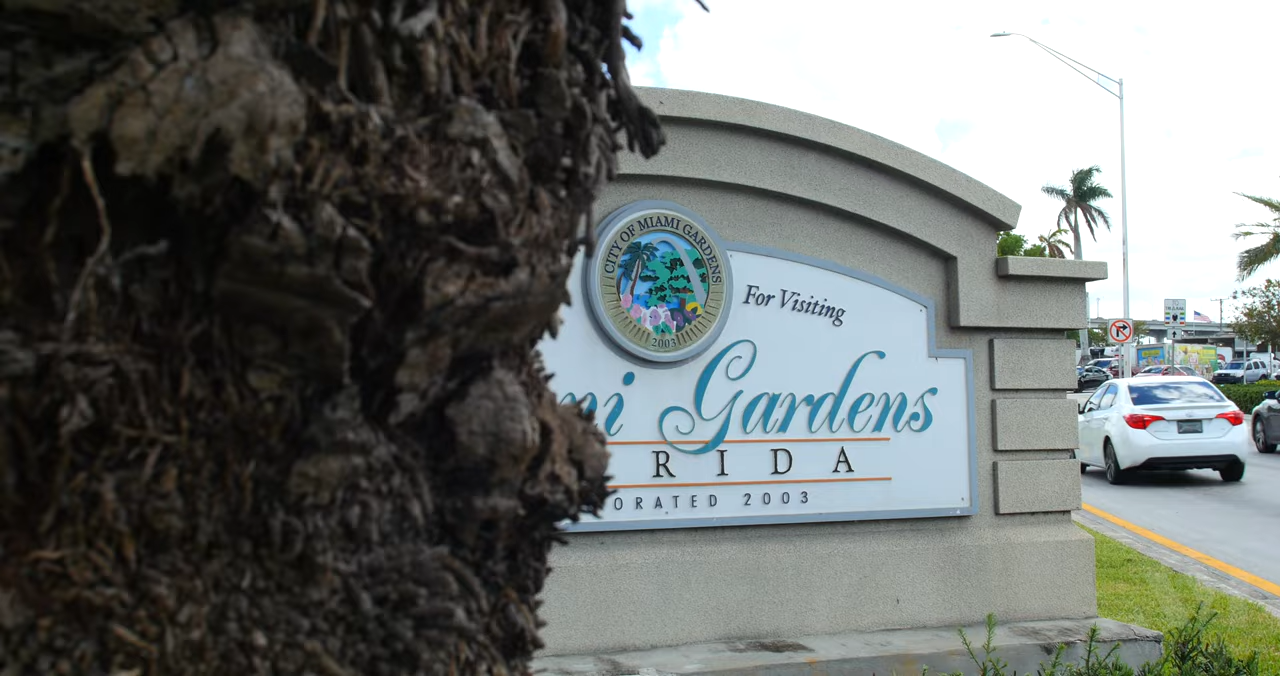 CITY OF MIAMI GARDENS
2003
For Visiting
mi Gardens
RIDA
ORATED 2003